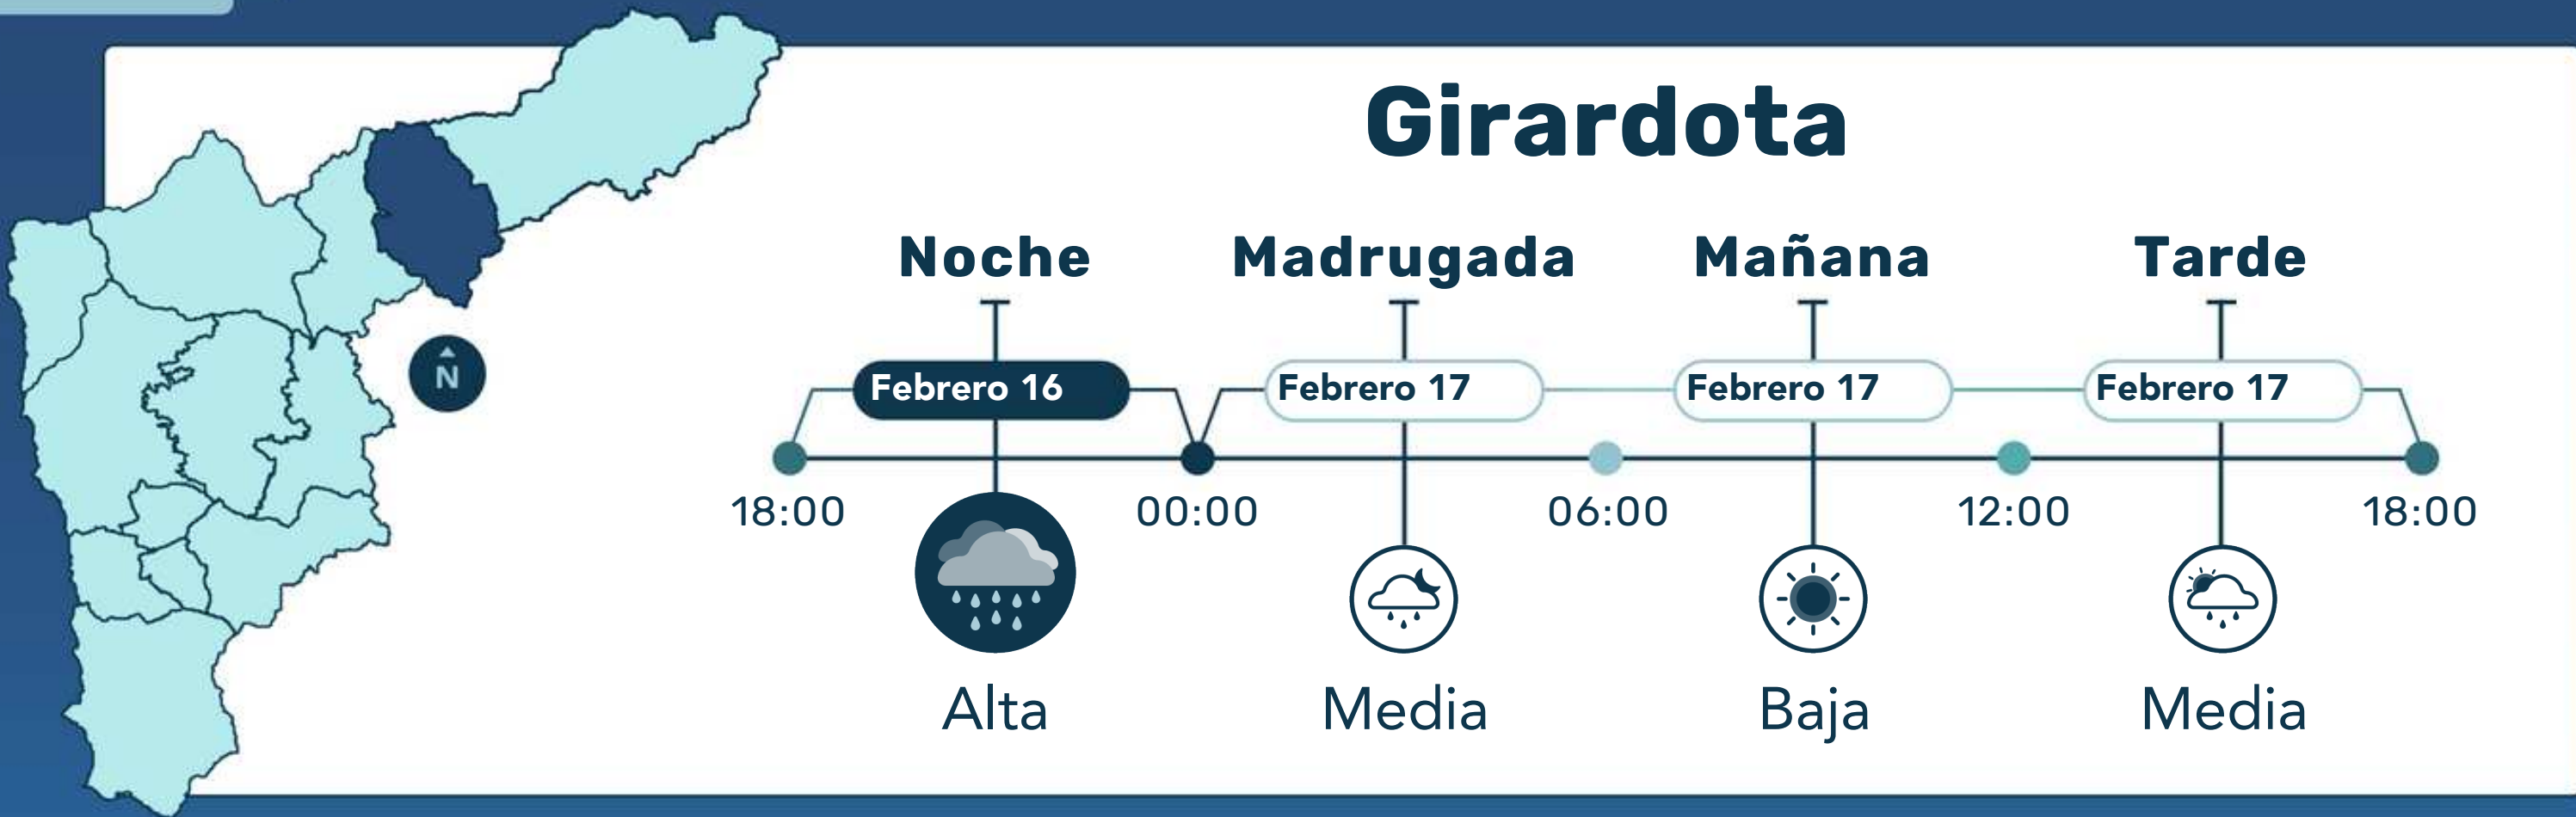 Girardota
Noche Madrugada Mañana Tarde
Febrero 16 Febrero 17 Febrero 17 Febrero 17
N
18:00 00:00 06:00 12:00 18:00
Alta Media Baja Media